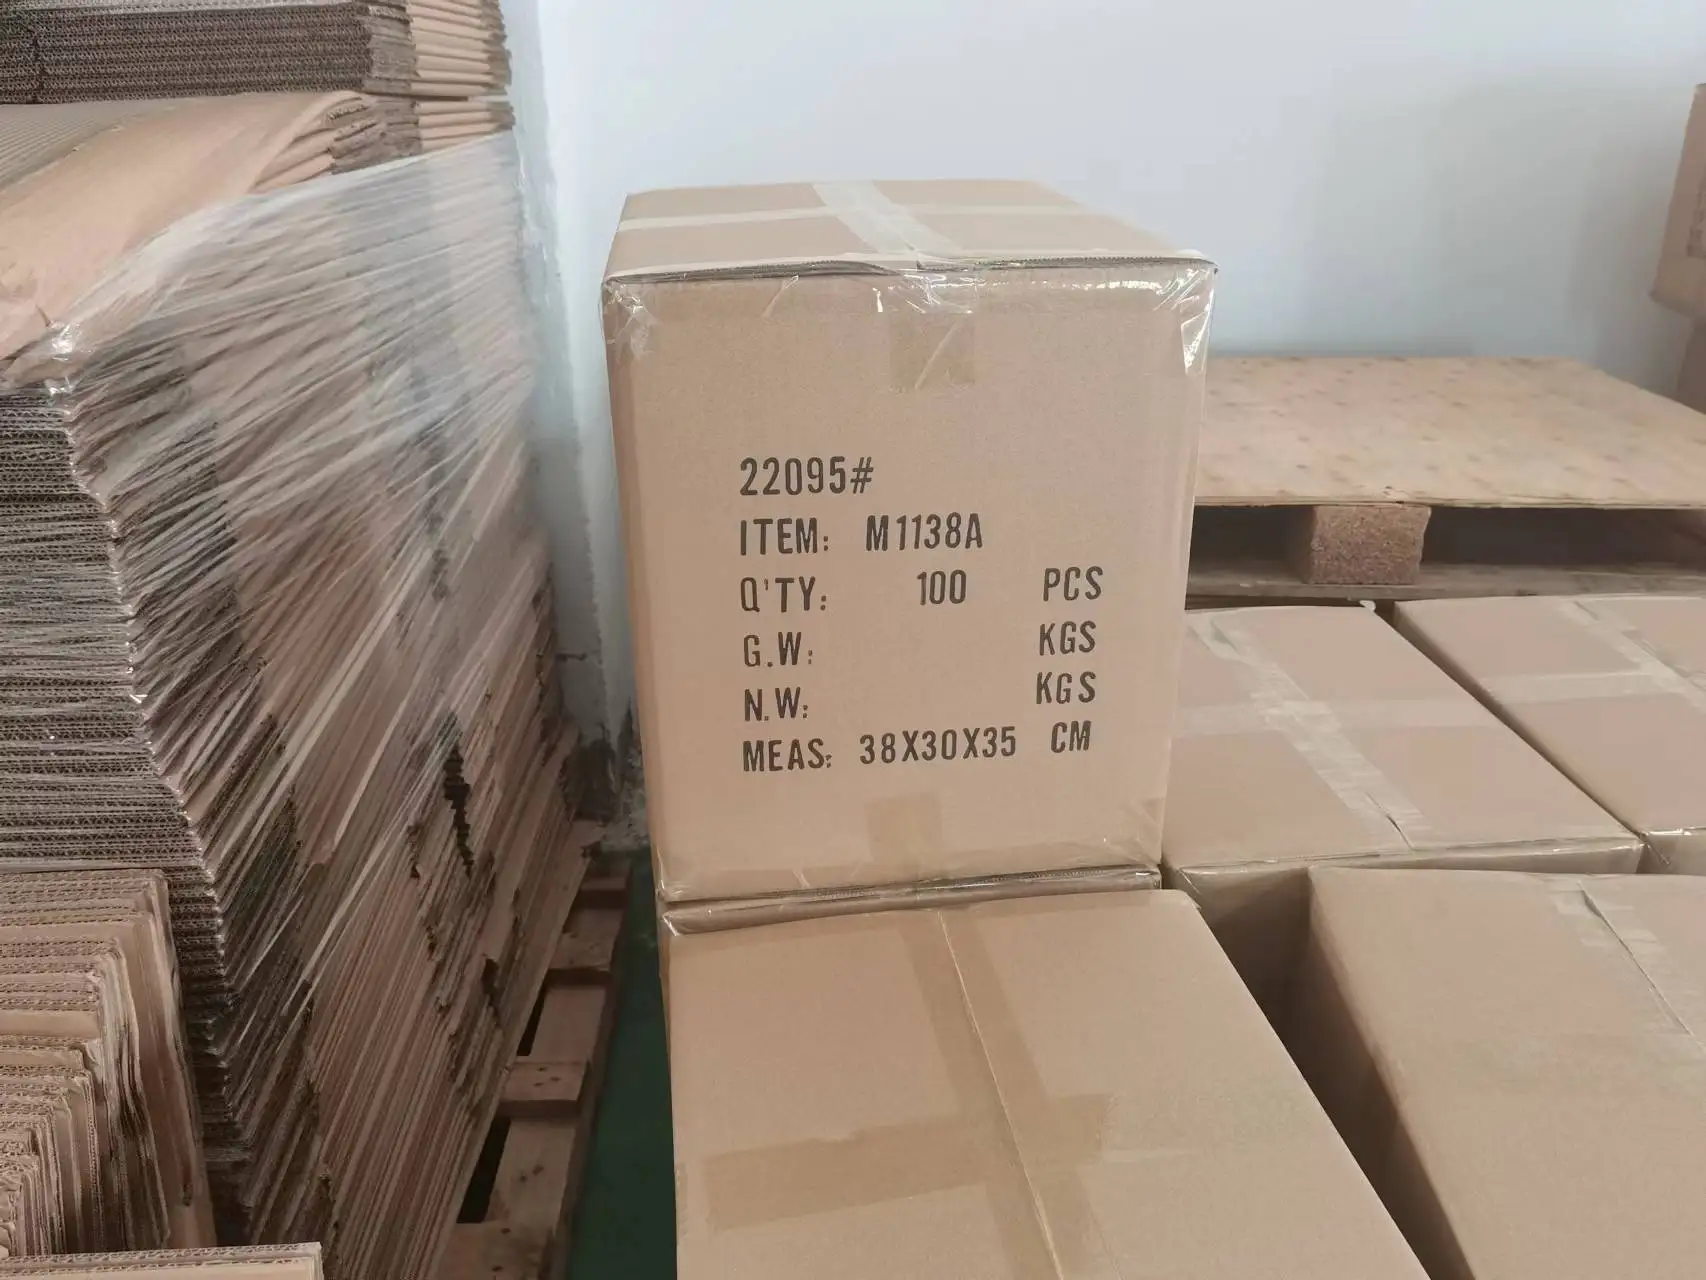 22095#
ITEM: M1138A
Q'TY: 100 PCS
G.W: KGS
N.W: KGS
MEAS: 38X30X35 CM